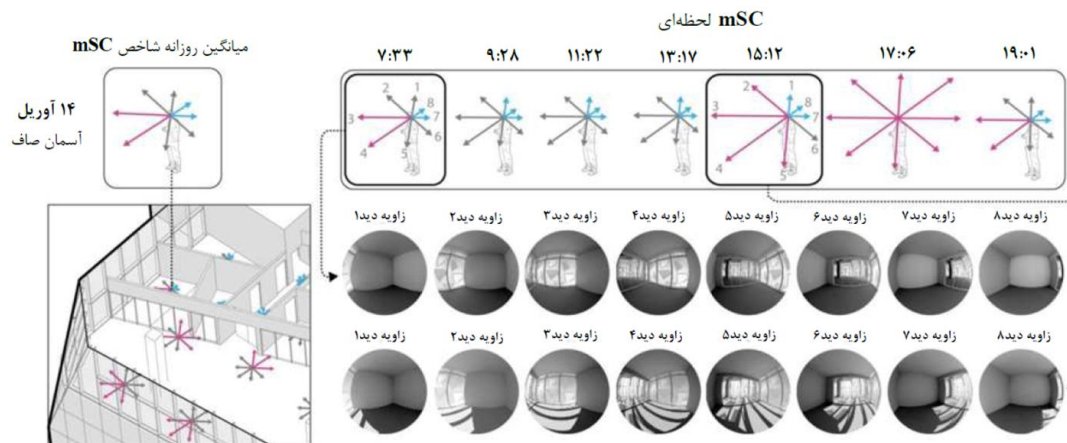 mSC لحظه‌ای
میانگین روزانه شاخص mSC
۷:۳۳ ۹:۲۸ ۱۱:۲۲ ۱۳:۱۷ ۱۵:۱۲ ۱۷:۰۶ ۱۹:۰۱
۱۴ آوریل
آسمان صاف
1 2 3 4 5 6 7 8
1 2 3 4 5 6 7 8
زاویه دید۱ زاویه دید۲ زاویه دید۳ زاویه دید۴ زاویه دید۵ زاویه دید۶ زاویه دید۷ زاویه دید۸
زاویه دید۱ زاویه دید۲ زاویه دید۳ زاویه دید۴ زاویه دید۵ زاویه دید۶ زاویه دید۷ زاویه دید۸